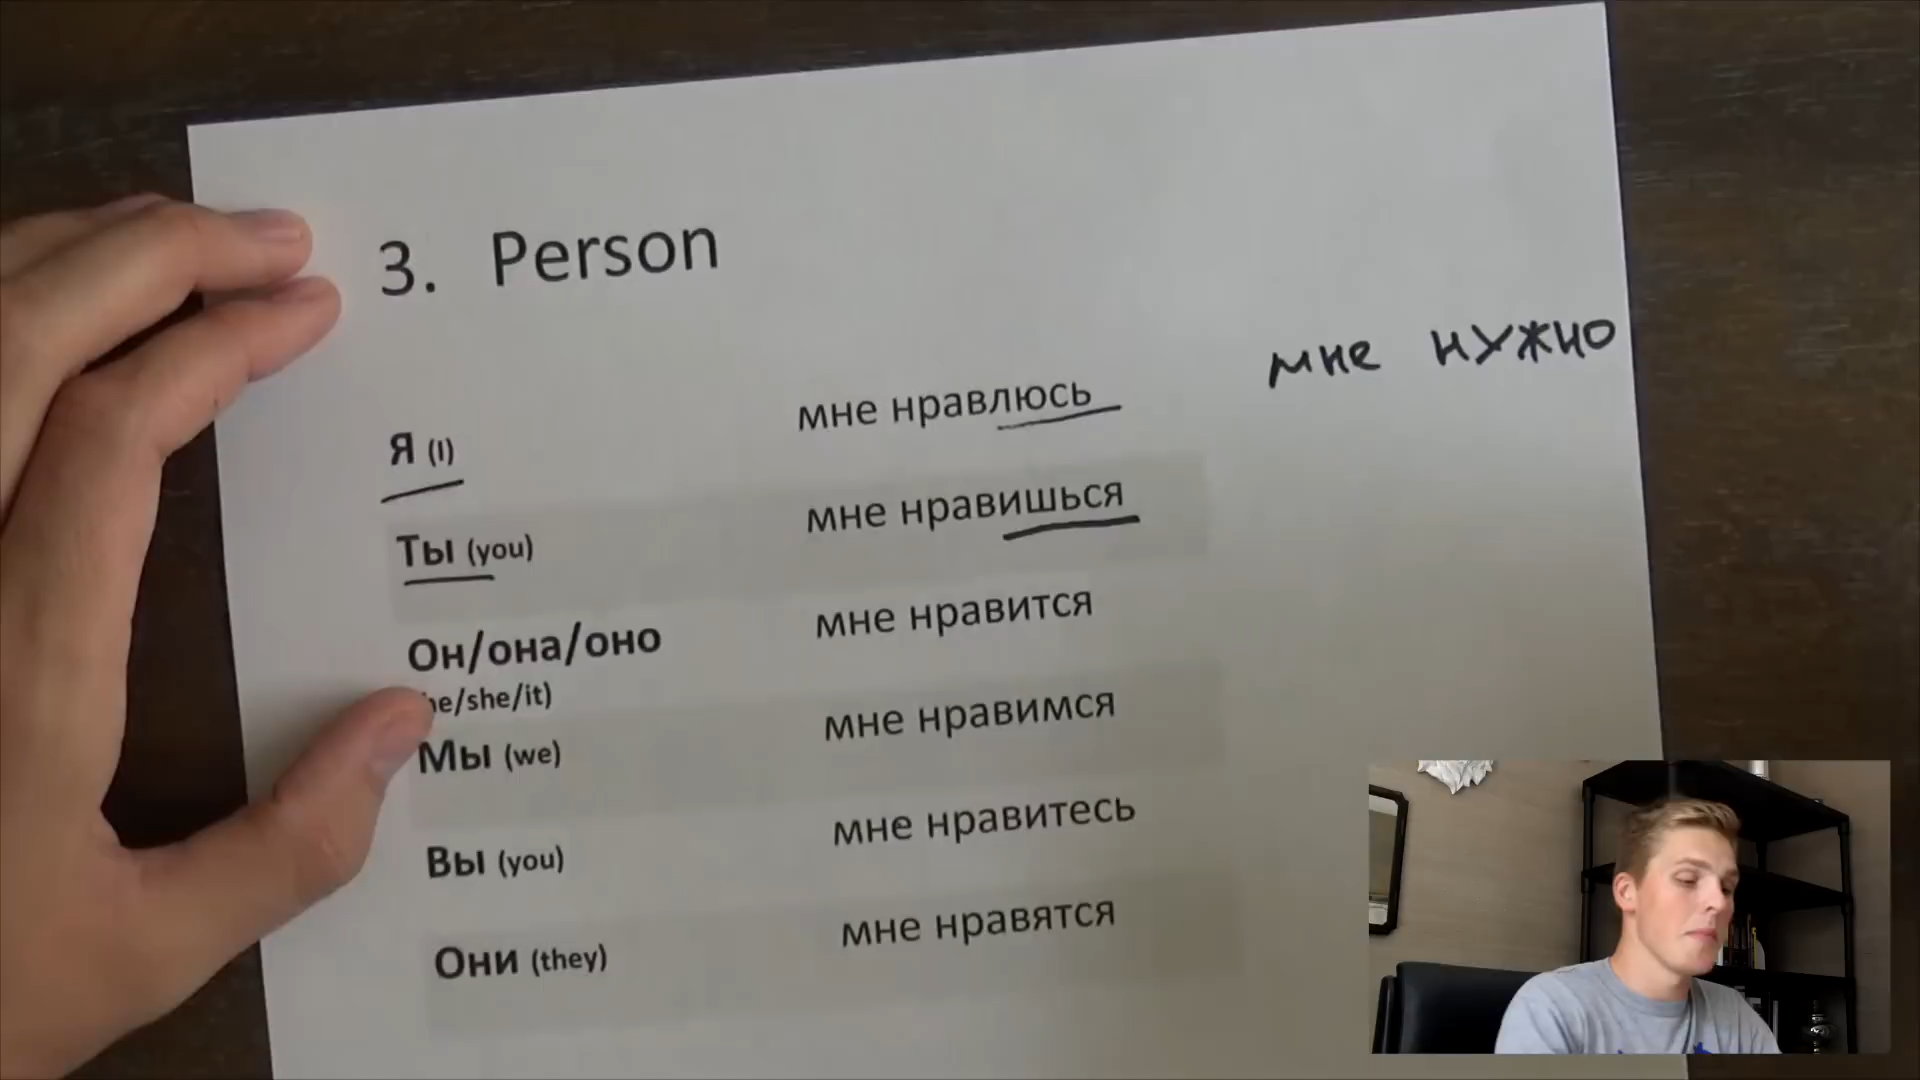 3. Person
мне нужно
Я (I) мне нравлюсь
Ты (you) мне нравишься
Он/она/оно мне нравится
he/she/it)
Мы (we) мне нравимся
Вы (you) мне нравитесь
Они (they) мне нравятся